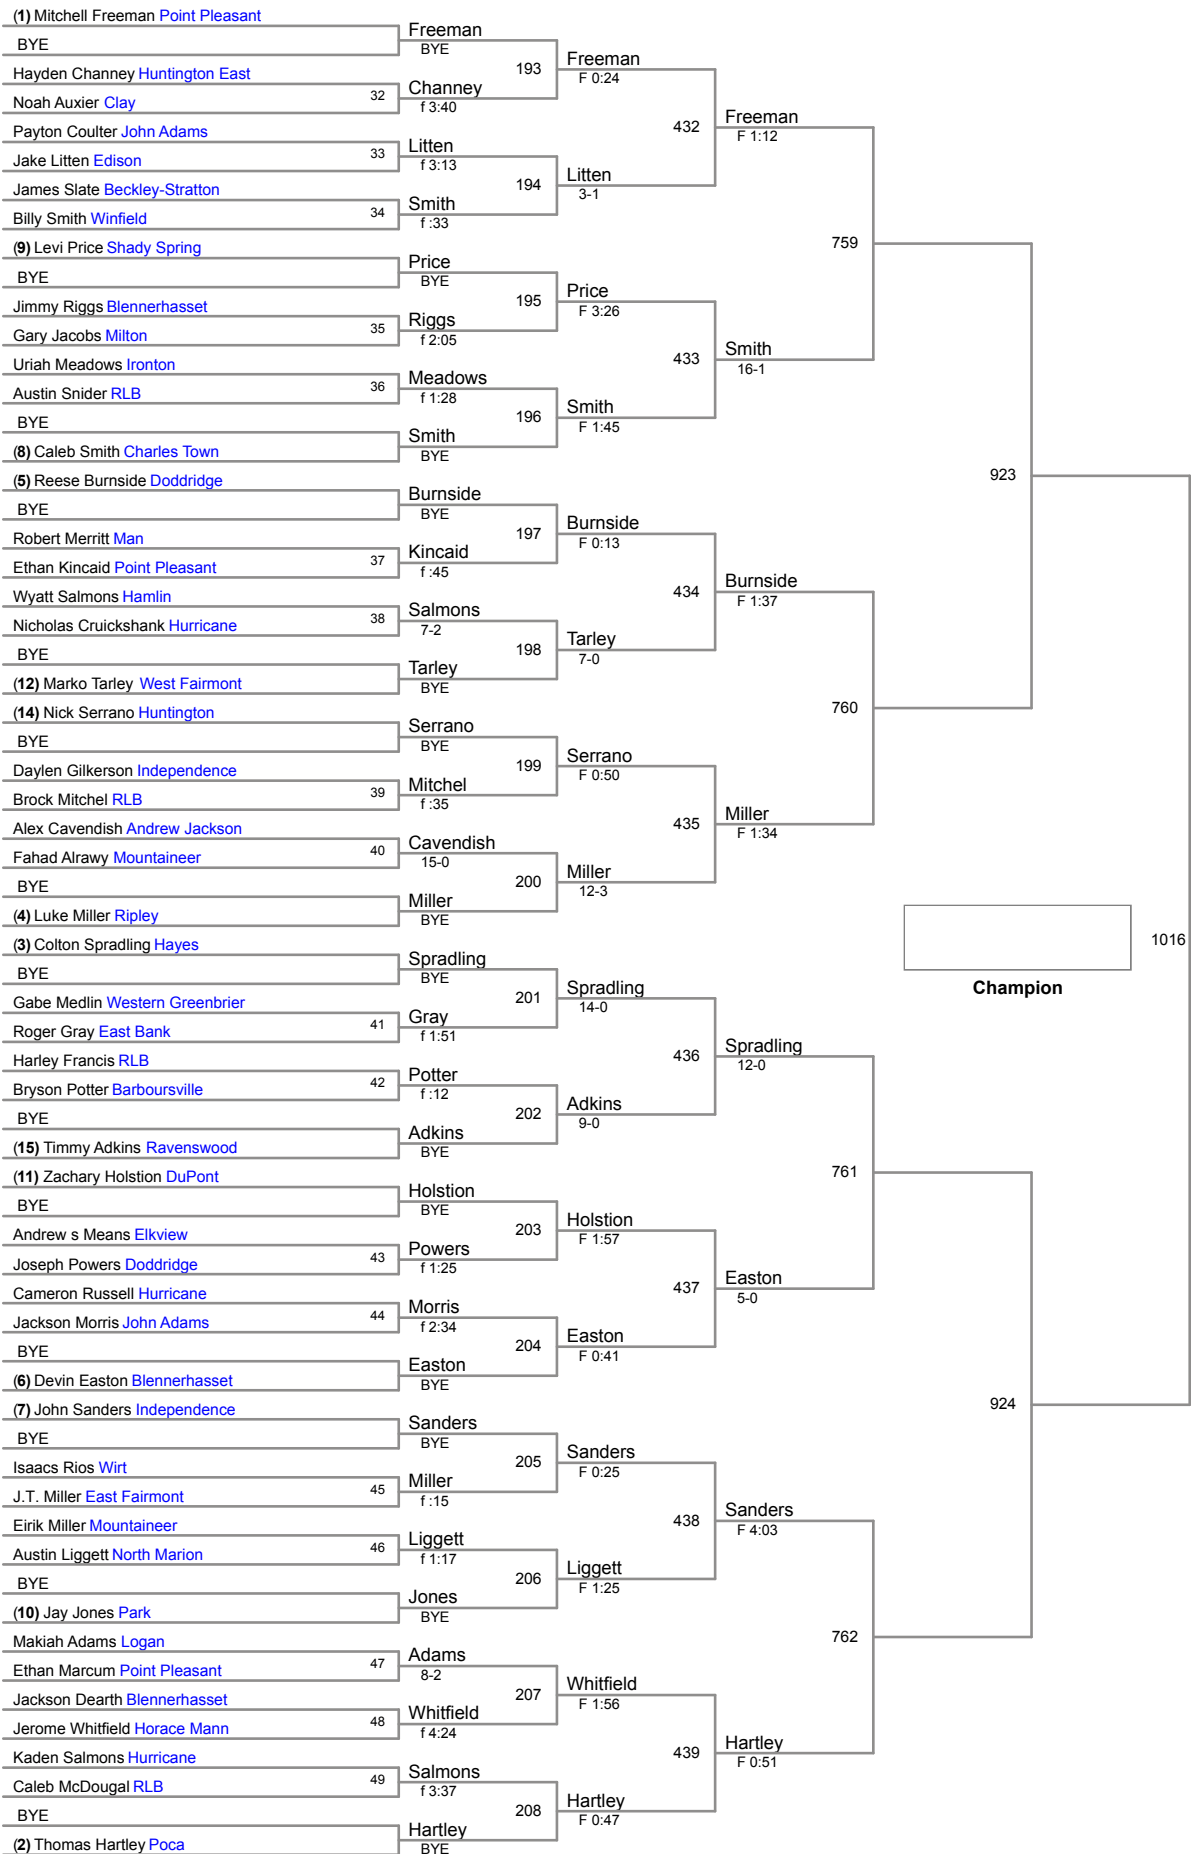 (1) Mitchell Freeman Point Pleasant
BYE
Hayden Channey Huntington East
Noah Auxier Clay
Payton Coulter John Adams
Jake Litten Edison
James Slate Beckley-Stratton
Billy Smith Winfield
(9) Levi Price Shady Spring
BYE
Jimmy Riggs Blennerhasset
Gary Jacobs Milton
Uriah Meadows Ironton
Austin Snider RLB
BYE
(8) Caleb Smith Charles Town
(5) Reese Burnside Doddridge
BYE
Robert Merritt Man
Ethan Kincaid Point Pleasant
Wyatt Salmons Hamlin
Nicholas Cruickshank Hurricane
BYE
(12) Marko Tarley West Fairmont
(14) Nick Serrano Huntington
BYE
Daylen Gilkerson Independence
Brock Mitchel RLB
Alex Cavendish Andrew Jackson
Fahad Alrawy Mountaineer
BYE
(4) Luke Miller Ripley
(3) Colton Spradling Hayes
BYE
Gabe Medlin Western Greenbrier
Roger Gray East Bank
Harley Francis RLB
Bryson Potter Barboursville
BYE
(15) Timmy Adkins Ravenswood
(11) Zachary Holstion DuPont
BYE
Andrew s Means Elkview
Joseph Powers Doddridge
Cameron Russell Hurricane
Jackson Morris John Adams
BYE
(6) Devin Easton Blennerhasset
(7) John Sanders Independence
BYE
Isaacs Rios Wirt
J.T. Miller East Fairmont
Eirik Miller Mountaineer
Austin Liggett North Marion
BYE
(10) Jay Jones Park
Makiah Adams Logan
Ethan Marcum Point Pleasant
Jackson Dearth Blennerhasset
Jerome Whitfield Horace Mann
Kaden Salmons Hurricane
Caleb McDougal RLB
BYE
(2) Thomas Hartley Poca
32
33
34
35
36
37
38
39
40
41
42
43
44
45
46
47
48
49
Freeman
BYE
Channey
f 3:40
Litten
f 3:13
Smith
f :33
Price
BYE
Riggs
f 2:05
Meadows
f 1:28
Smith
BYE
Burnside
BYE
Kincaid
f :45
Salmons
7-2
Tarley
BYE
Serrano
BYE
Mitchel
f :35
Cavendish
15-0
Miller
BYE
Spradling
BYE
Gray
f 1:51
Potter
f :12
Adkins
BYE
Holstion
BYE
Powers
f 1:25
Morris
f 2:34
Easton
BYE
Sanders
BYE
Miller
f :15
Liggett
f 1:17
Jones
BYE
Adams
8-2
Whitfield
f 4:24
Salmons
f 3:37
Hartley
BYE
193
194
195
196
197
198
199
200
201
202
203
204
205
206
207
208
Freeman
F 0:24
Litten
3-1
Price
F 3:26
Smith
F 1:45
Burnside
F 0:13
Tarley
7-0
Serrano
F 0:50
Miller
12-3
Spradling
14-0
Adkins
9-0
Holstion
F 1:57
Easton
F 0:41
Sanders
F 0:25
Liggett
F 1:25
Whitfield
F 1:56
Hartley
F 0:47
432
433
434
435
436
437
438
439
Freeman
F 1:12
Smith
16-1
Burnside
F 1:37
Miller
F 1:34
Spradling
12-0
Easton
5-0
Sanders
F 4:03
Hartley
F 0:51
759
760
761
762
923
924
1016
Champion